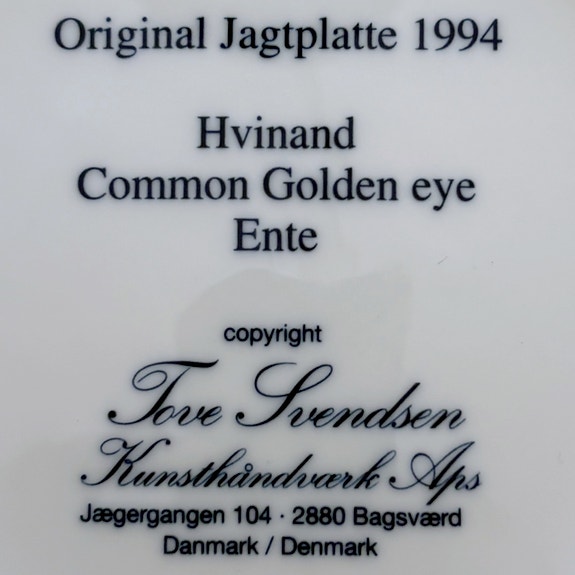 Original Jagtplatte 1994
Hvinand
Common Golden eye
Ente
copyright
Tove Svendsen
Kunsthåndværk Aps
Jægergangen 104 · 2880 Bagsværd
Danmark / Denmark